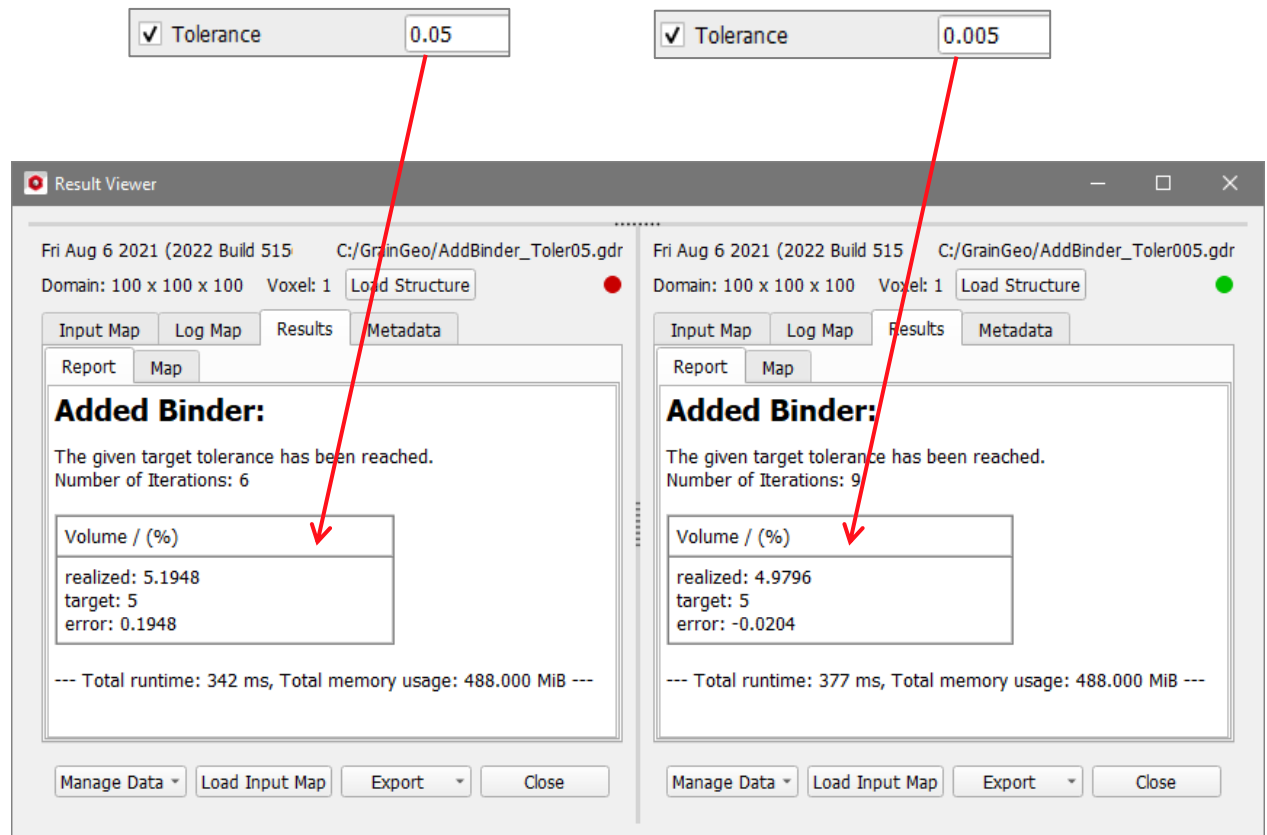 Tolerance 0.05
Tolerance 0.005
Result Viewer
Fri Aug 6 2021 (2022 Build 515 C:/GrainGeo/AddBinder_Toler05.gdr
Domain: 100 x 100 x 100 Voxel: 1 Load Structure
Input Map Log Map Results Metadata
Report Map
Added Binder:
The given target tolerance has been reached.
Number of Iterations: 6
Volume / (%)
realized: 5.1948
target: 5
error: 0.1948
--- Total runtime: 342 ms, Total memory usage: 488.000 MiB ---
Manage Data Load Input Map Export Close
Fri Aug 6 2021 (2022 Build 515 C:/GrainGeo/AddBinder_Toler005.gdr
Domain: 100 x 100 x 100 Voxel: 1 Load Structure
Input Map Log Map Results Metadata
Report Map
Added Binder:
The given target tolerance has been reached.
Number of Iterations: 9
Volume / (%)
realized: 4.9796
target: 5
error: -0.0204
--- Total runtime: 377 ms, Total memory usage: 488.000 MiB ---
Manage Data Load Input Map Export Close